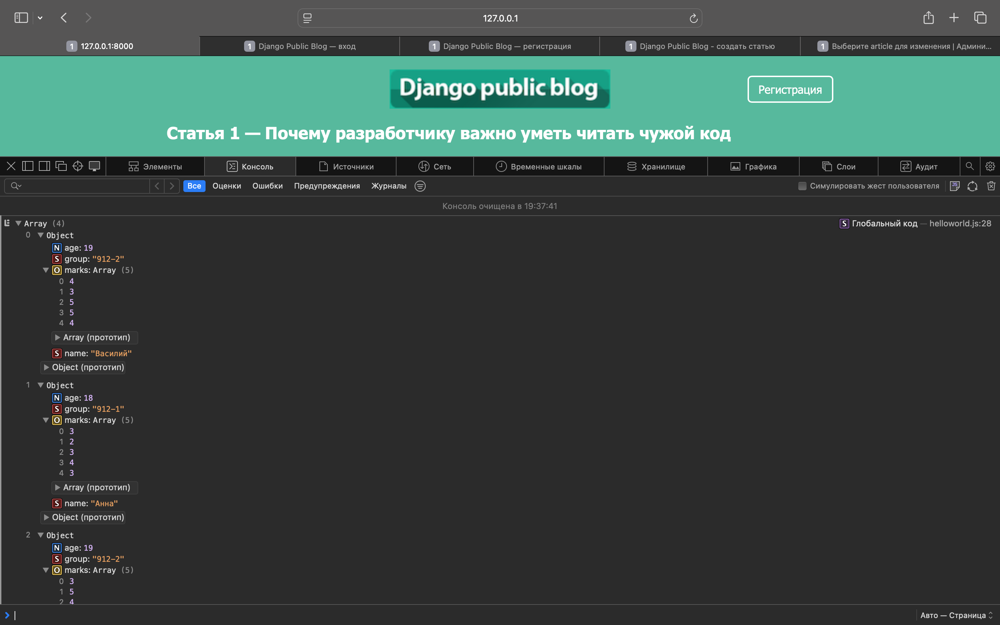 127.0.0.1
1 127.0.0.1:8000
1 Django Public Blog — вход
1 Django Public Blog — регистрация
1 Django Public Blog - создать статью
1 Выберите article для изменения | Админи...
Django public blog
Регистрация
Статья 1 — Почему разработчику важно уметь читать чужой код
Элементы
Консоль
Источники
Сеть
Временные шкалы
Хранилище
Графика
Слои
Аудит
Все Оценки Ошибки Предупреждения Журналы
Симулировать жест пользователя
JS
Консоль очищена в 19:37:41
Array (4)
S Глобальный код — helloworld.js:28
0 Object
N age: 19
S group: "912-2"
O marks: Array (5)
0 4
1 3
2 5
3 5
4 4
Array (прототип)
S name: "Василий"
Object (прототип)
1 Object
N age: 18
S group: "912-1"
O marks: Array (5)
0 3
1 2
2 3
3 4
4 3
Array (прототип)
S name: "Анна"
Object (прототип)
2 Object
N age: 19
S group: "912-2"
O marks: Array (5)
0 3
1 5
2 4
Авто — Страница